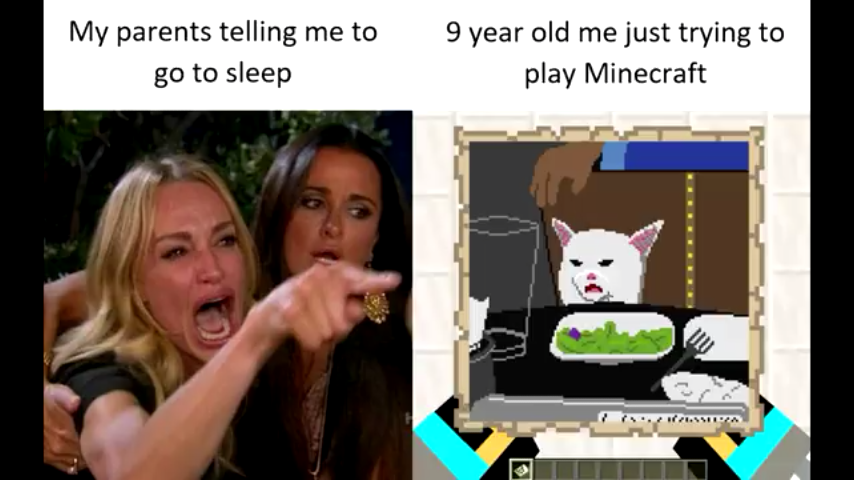 My parents telling me to
go to sleep
9 year old me just trying to
play Minecraft